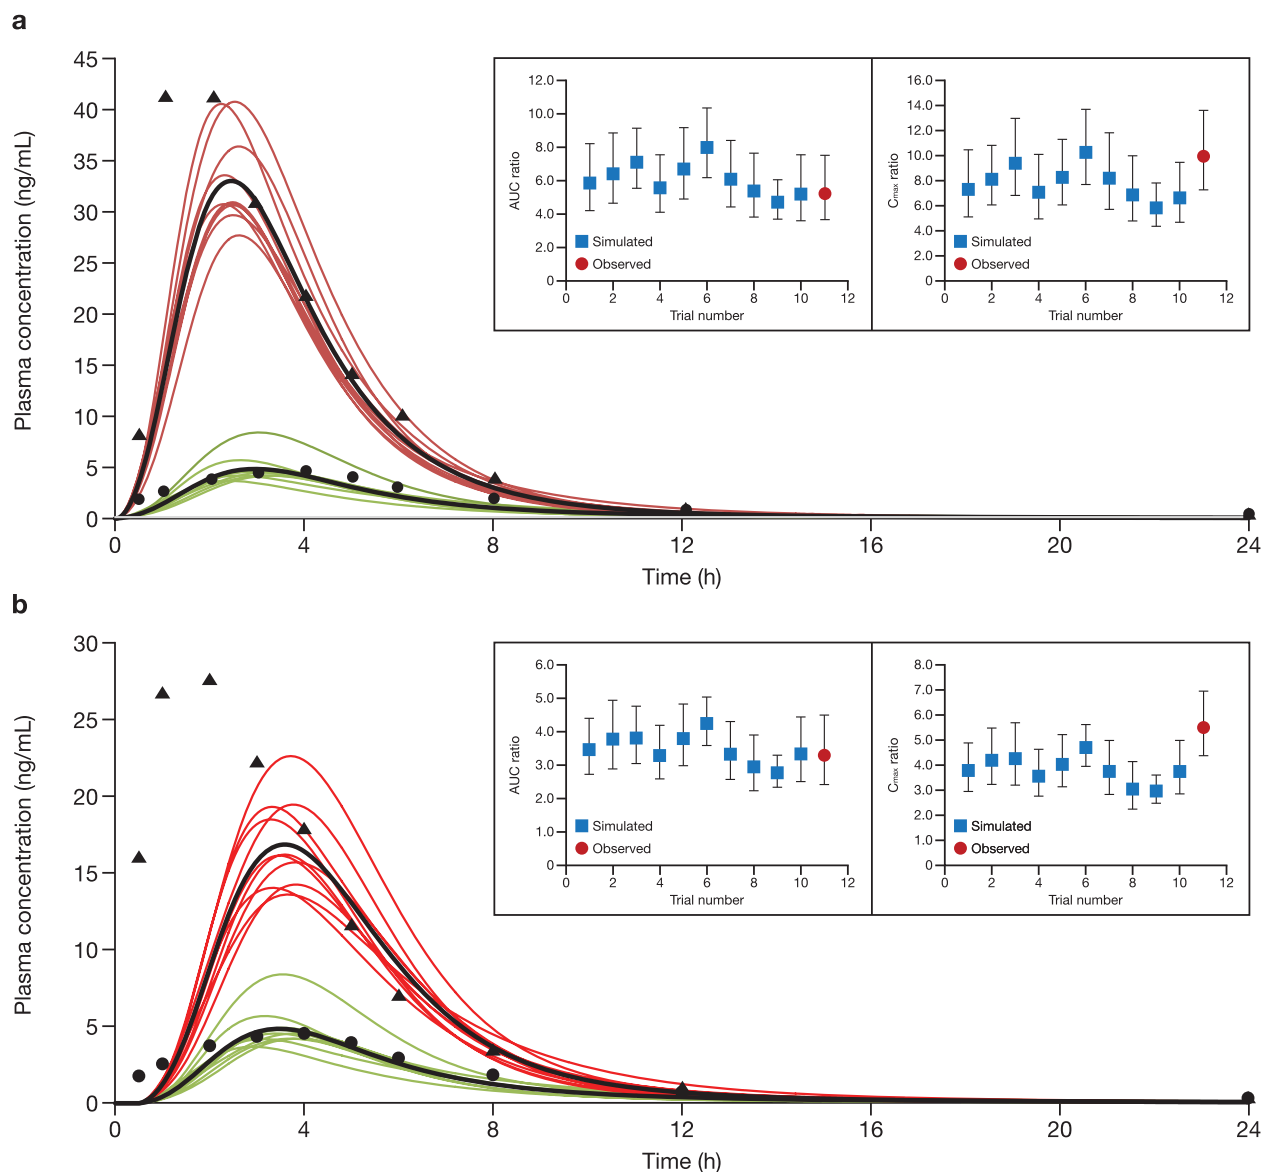 a
45
40
35
30
25
20
15
10
5
0
Plasma concentration (ng/mL)
0 4 8 12 16 20 24
Time (h)
12.0
10.0
8.0
6.0
4.0
2.0
0
AUC ratio
Simulated
Observed
0 2 4 6 8 10 12
Trial number
16.0
14.0
12.0
10.0
8.0
6.0
4.0
2.0
0
Cmax ratio
Simulated
Observed
0 2 4 6 8 10 12
Trial number
b
30
25
20
15
10
5
0
Plasma concentration (ng/mL)
0 4 8 12 16 20 24
Time (h)
6.0
5.0
4.0
3.0
2.0
1.0
0
AUC ratio
Simulated
Observed
0 2 4 6 8 10 12
Trial number
8.0
7.0
6.0
5.0
4.0
3.0
2.0
1.0
0
Cmax ratio
Simulated
Observed
0 2 4 6 8 10 12
Trial number